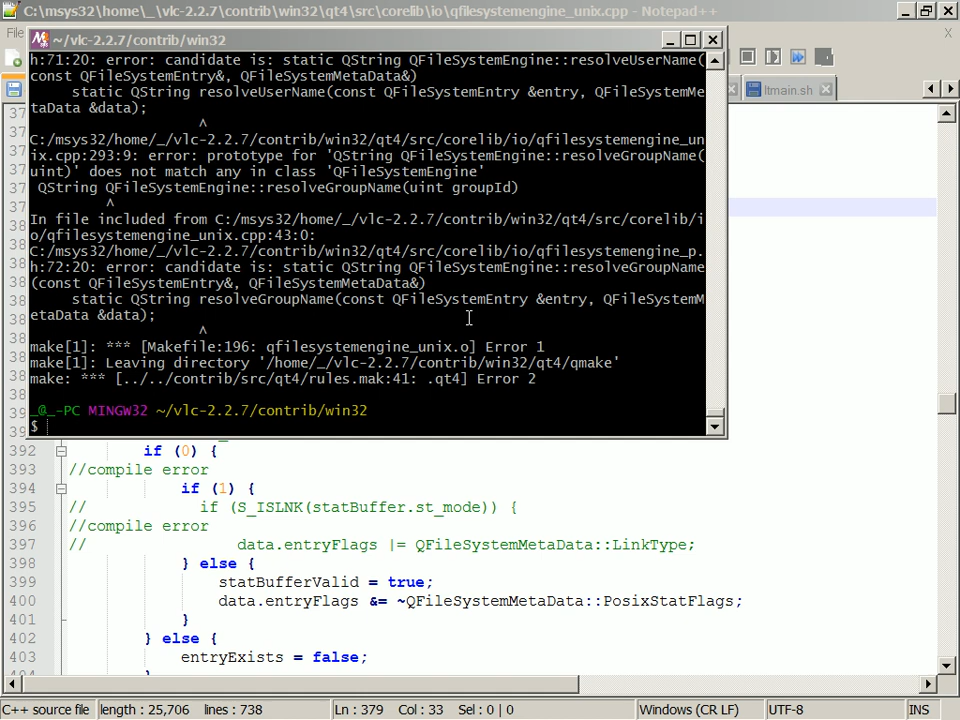 C:\msys32\home\_\vlc-2.2.7\contrib\win32\qt4\src\corelib\io\qfilesystemengine_unix.cpp - Notepad++
File
~/vlc-2.2.7/contrib/win32
ltmain.sh
h:71:20: error: candidate is: static QString QFileSystemEngine::resolveUserName(
const QFileSystemEntry&, QFileSystemMetaData&)
static QString resolveUserName(const QFileSystemEntry &entry, QFileSystemMe
taData &data);
^
C:/msys32/home/_/vlc-2.2.7/contrib/win32/qt4/src/corelib/io/qfilesystemengine_un
ix.cpp:293:9: error: prototype for 'QString QFileSystemEngine::resolveGroupName(
uint)' does not match any in class 'QFileSystemEngine'
QString QFileSystemEngine::resolveGroupName(uint groupId)
^
In file included from C:/msys32/home/_/vlc-2.2.7/contrib/win32/qt4/src/corelib/i
o/qfilesystemengine_unix.cpp:43:0:
C:/msys32/home/_/vlc-2.2.7/contrib/win32/qt4/src/corelib/io/qfilesystemengine_p.
h:72:20: error: candidate is: static QString QFileSystemEngine::resolveGroupName
(const QFileSystemEntry&, QFileSystemMetaData&)
static QString resolveGroupName(const QFileSystemEntry &entry, QFileSystemM
etaData &data);
^
make[1]: *** [Makefile:196: qfilesystemengine_unix.o] Error 1
make[1]: Leaving directory '/home/_/vlc-2.2.7/contrib/win32/qt4/qmake'
make: *** [../../contrib/src/qt4/rules.mak:41: .qt4] Error 2
_@_-PC MINGW32 ~/vlc-2.2.7/contrib/win32
$
392 if (0) {
393 //compile error
394 if (1) {
395 // if (S_ISLNK(statBuffer.st_mode)) {
396 //compile error
397 // data.entryFlags |= QFileSystemMetaData::LinkType;
398 } else {
399 statBufferValid = true;
400 data.entryFlags &= ~QFileSystemMetaData::PosixStatFlags;
401 }
402 } else {
403 entryExists = false;
C++ source file length : 25,706 lines : 738 Ln : 379 Col : 33 Sel : 0 | 0 Windows (CR LF) UTF-8 INS